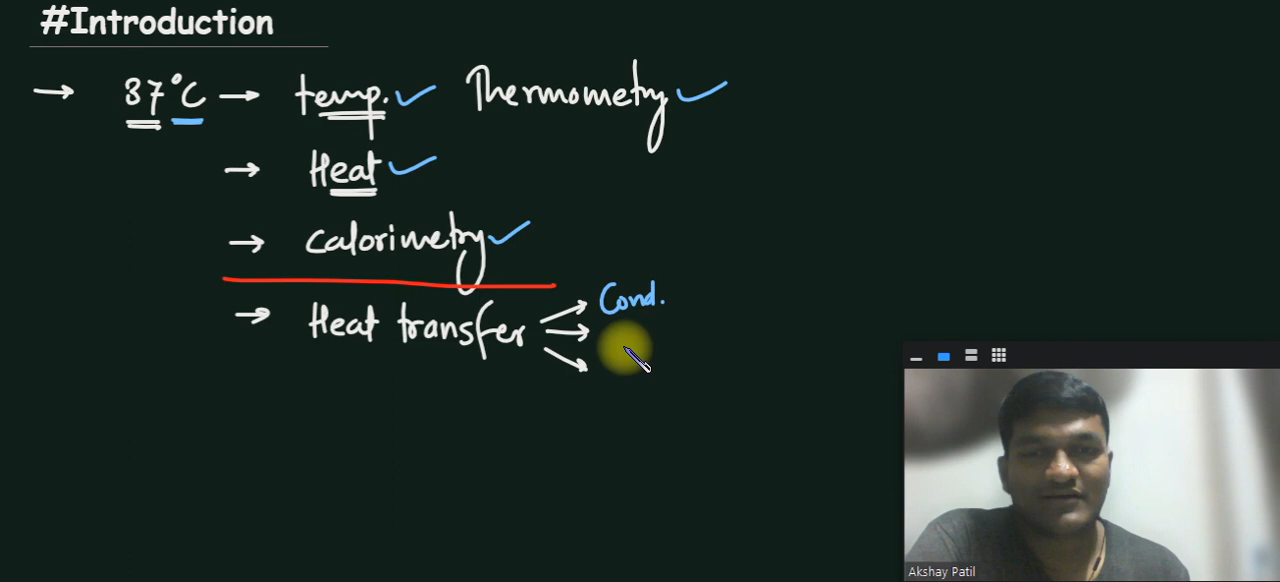 #Introduction
→ 37°C → temp. ✓ Thermometry ✓
→ Heat ✓
→ Calorimetry ✓
→ Heat transfer → Cond.
Akshay Patil